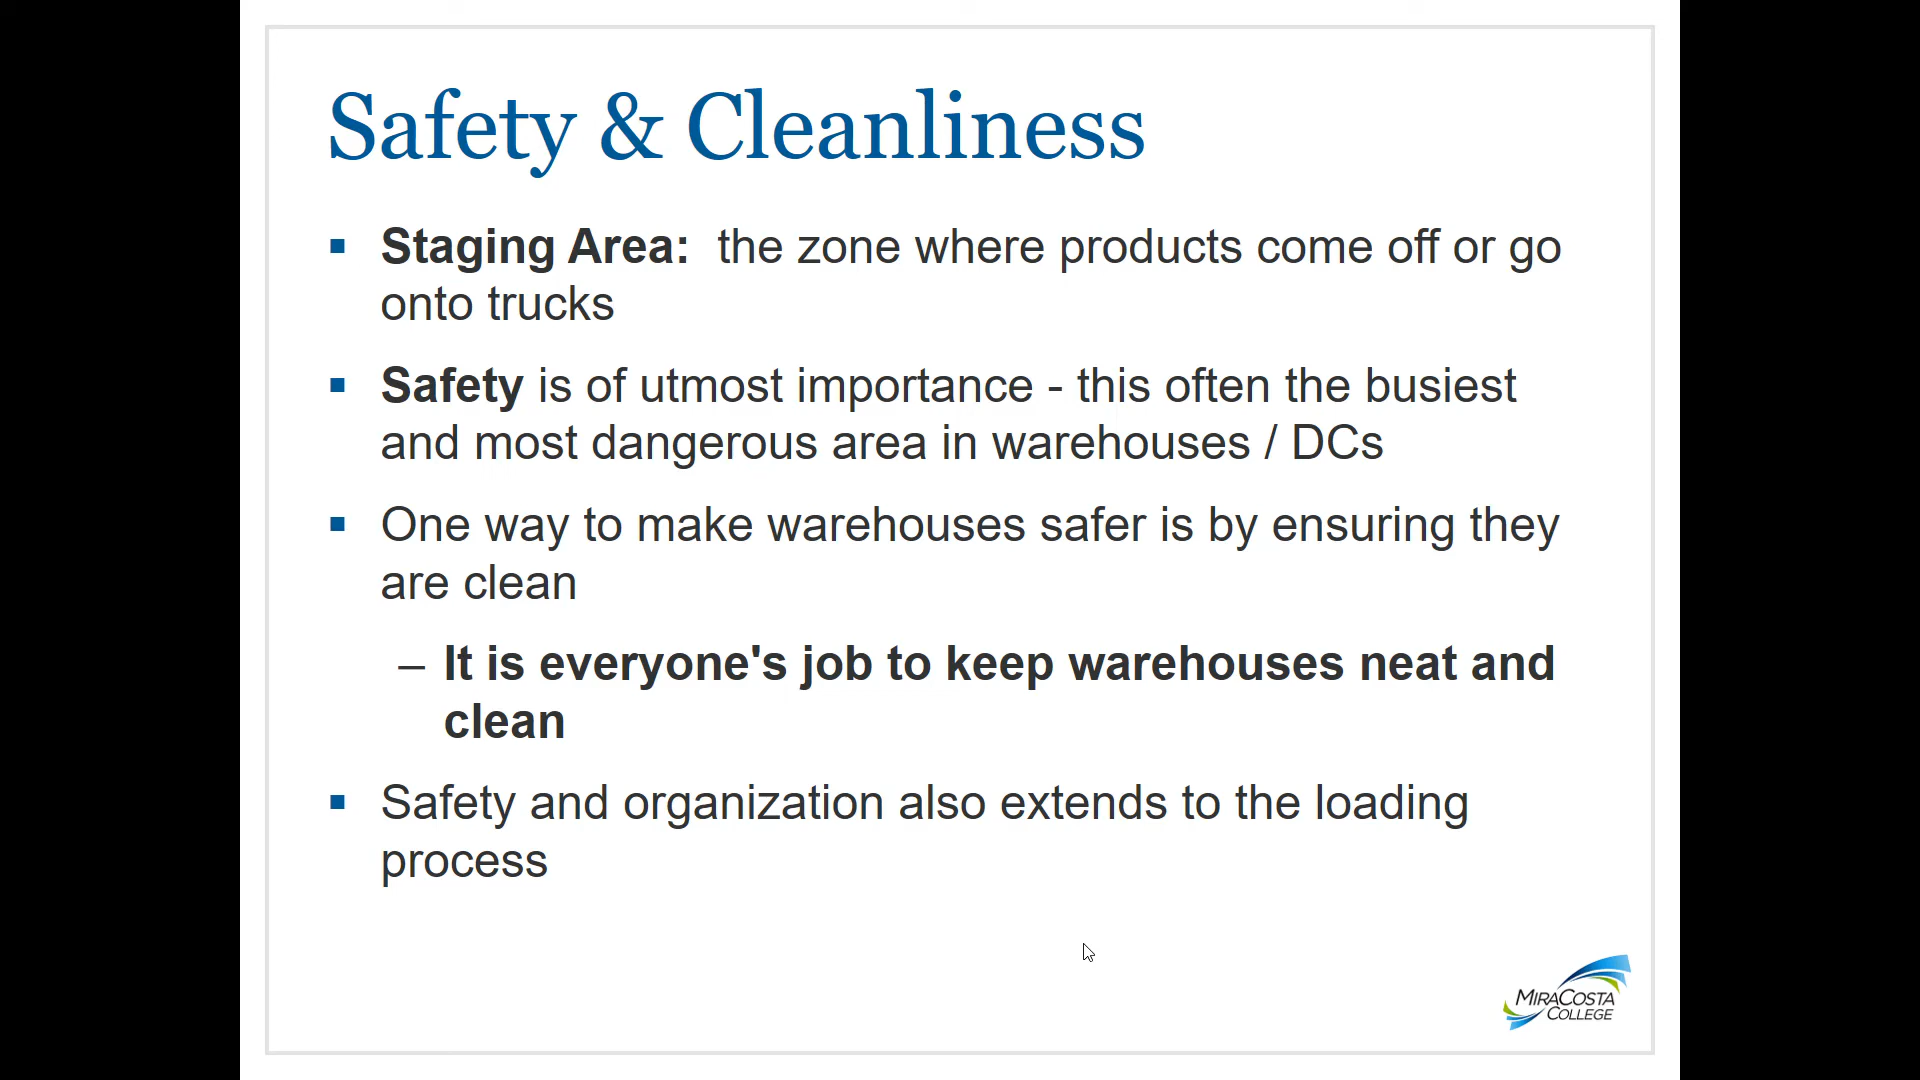 Safety & Cleanliness
▪ Staging Area:  the zone where products come off or go
onto trucks
▪ Safety is of utmost importance - this often the busiest
and most dangerous area in warehouses / DCs
▪ One way to make warehouses safer is by ensuring they
are clean
– It is everyone's job to keep warehouses neat and
clean
▪ Safety and organization also extends to the loading
process
MIRACOSTA
COLLEGE